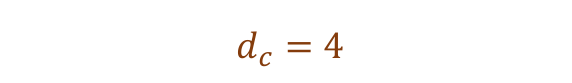 d_c = 4